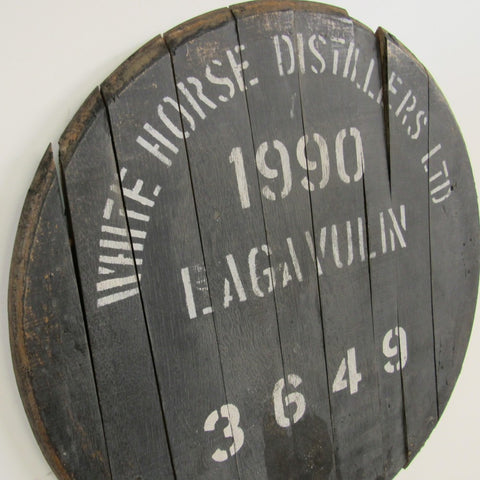 WHITE HORSE DISTILLERS LTD
1990
LAGAVULIN
3649